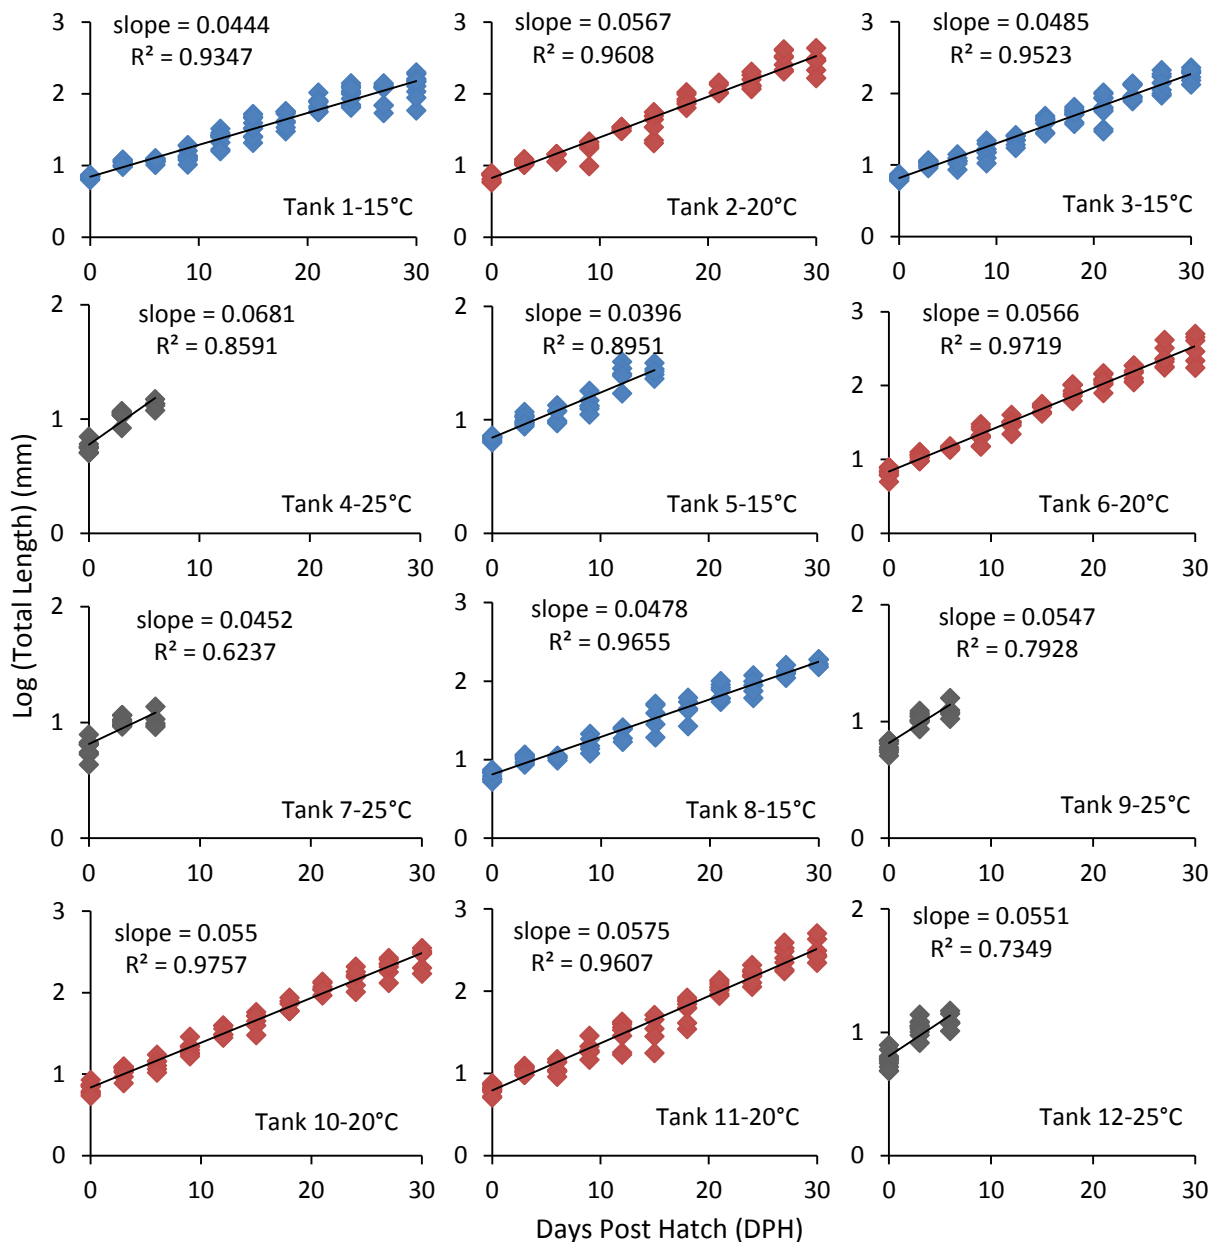 slope = 0.0444
R² = 0.9347
3
2
1
0
0 10 20 30
Tank 1-15°C
slope = 0.0567
R² = 0.9608
3
2
1
0
0 10 20 30
Tank 2-20°C
slope = 0.0485
R² = 0.9523
3
2
1
0
0 10 20 30
Tank 3-15°C
Log (Total Length) (mm)
slope = 0.0681
R² = 0.8591
2
1
0
0 10 20 30
Tank 4-25°C
slope = 0.0396
R² = 0.8951
2
1
0
0 10 20 30
Tank 5-15°C
slope = 0.0566
R² = 0.9719
3
2
1
0
0 10 20 30
Tank 6-20°C
slope = 0.0452
R² = 0.6237
2
1
0
0 10 20 30
Tank 7-25°C
slope = 0.0478
R² = 0.9655
3
2
1
0
0 10 20 30
Tank 8-15°C
slope = 0.0547
R² = 0.7928
2
1
0
0 10 20 30
Tank 9-25°C
slope = 0.055
R² = 0.9757
3
2
1
0
0 10 20 30
Tank 10-20°C
slope = 0.0575
R² = 0.9607
3
2
1
0
0 10 20 30
Tank 11-20°C
slope = 0.0551
R² = 0.7349
2
1
0
0 10 20 30
Tank 12-25°C
Days Post Hatch (DPH)